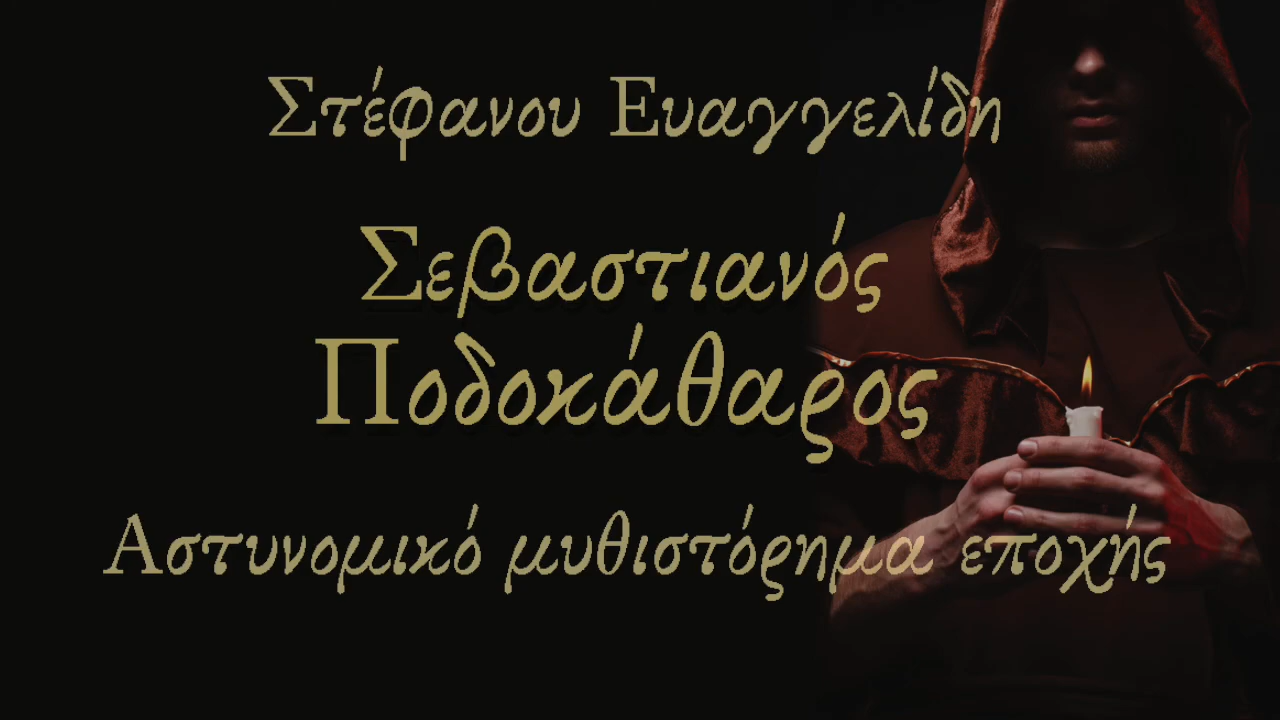 Στέφανου Ευαγγελίδη
Σεβαστιανός
Ποδοκάθαρος
Αστυνομικό μυθιστόρημα εποχής